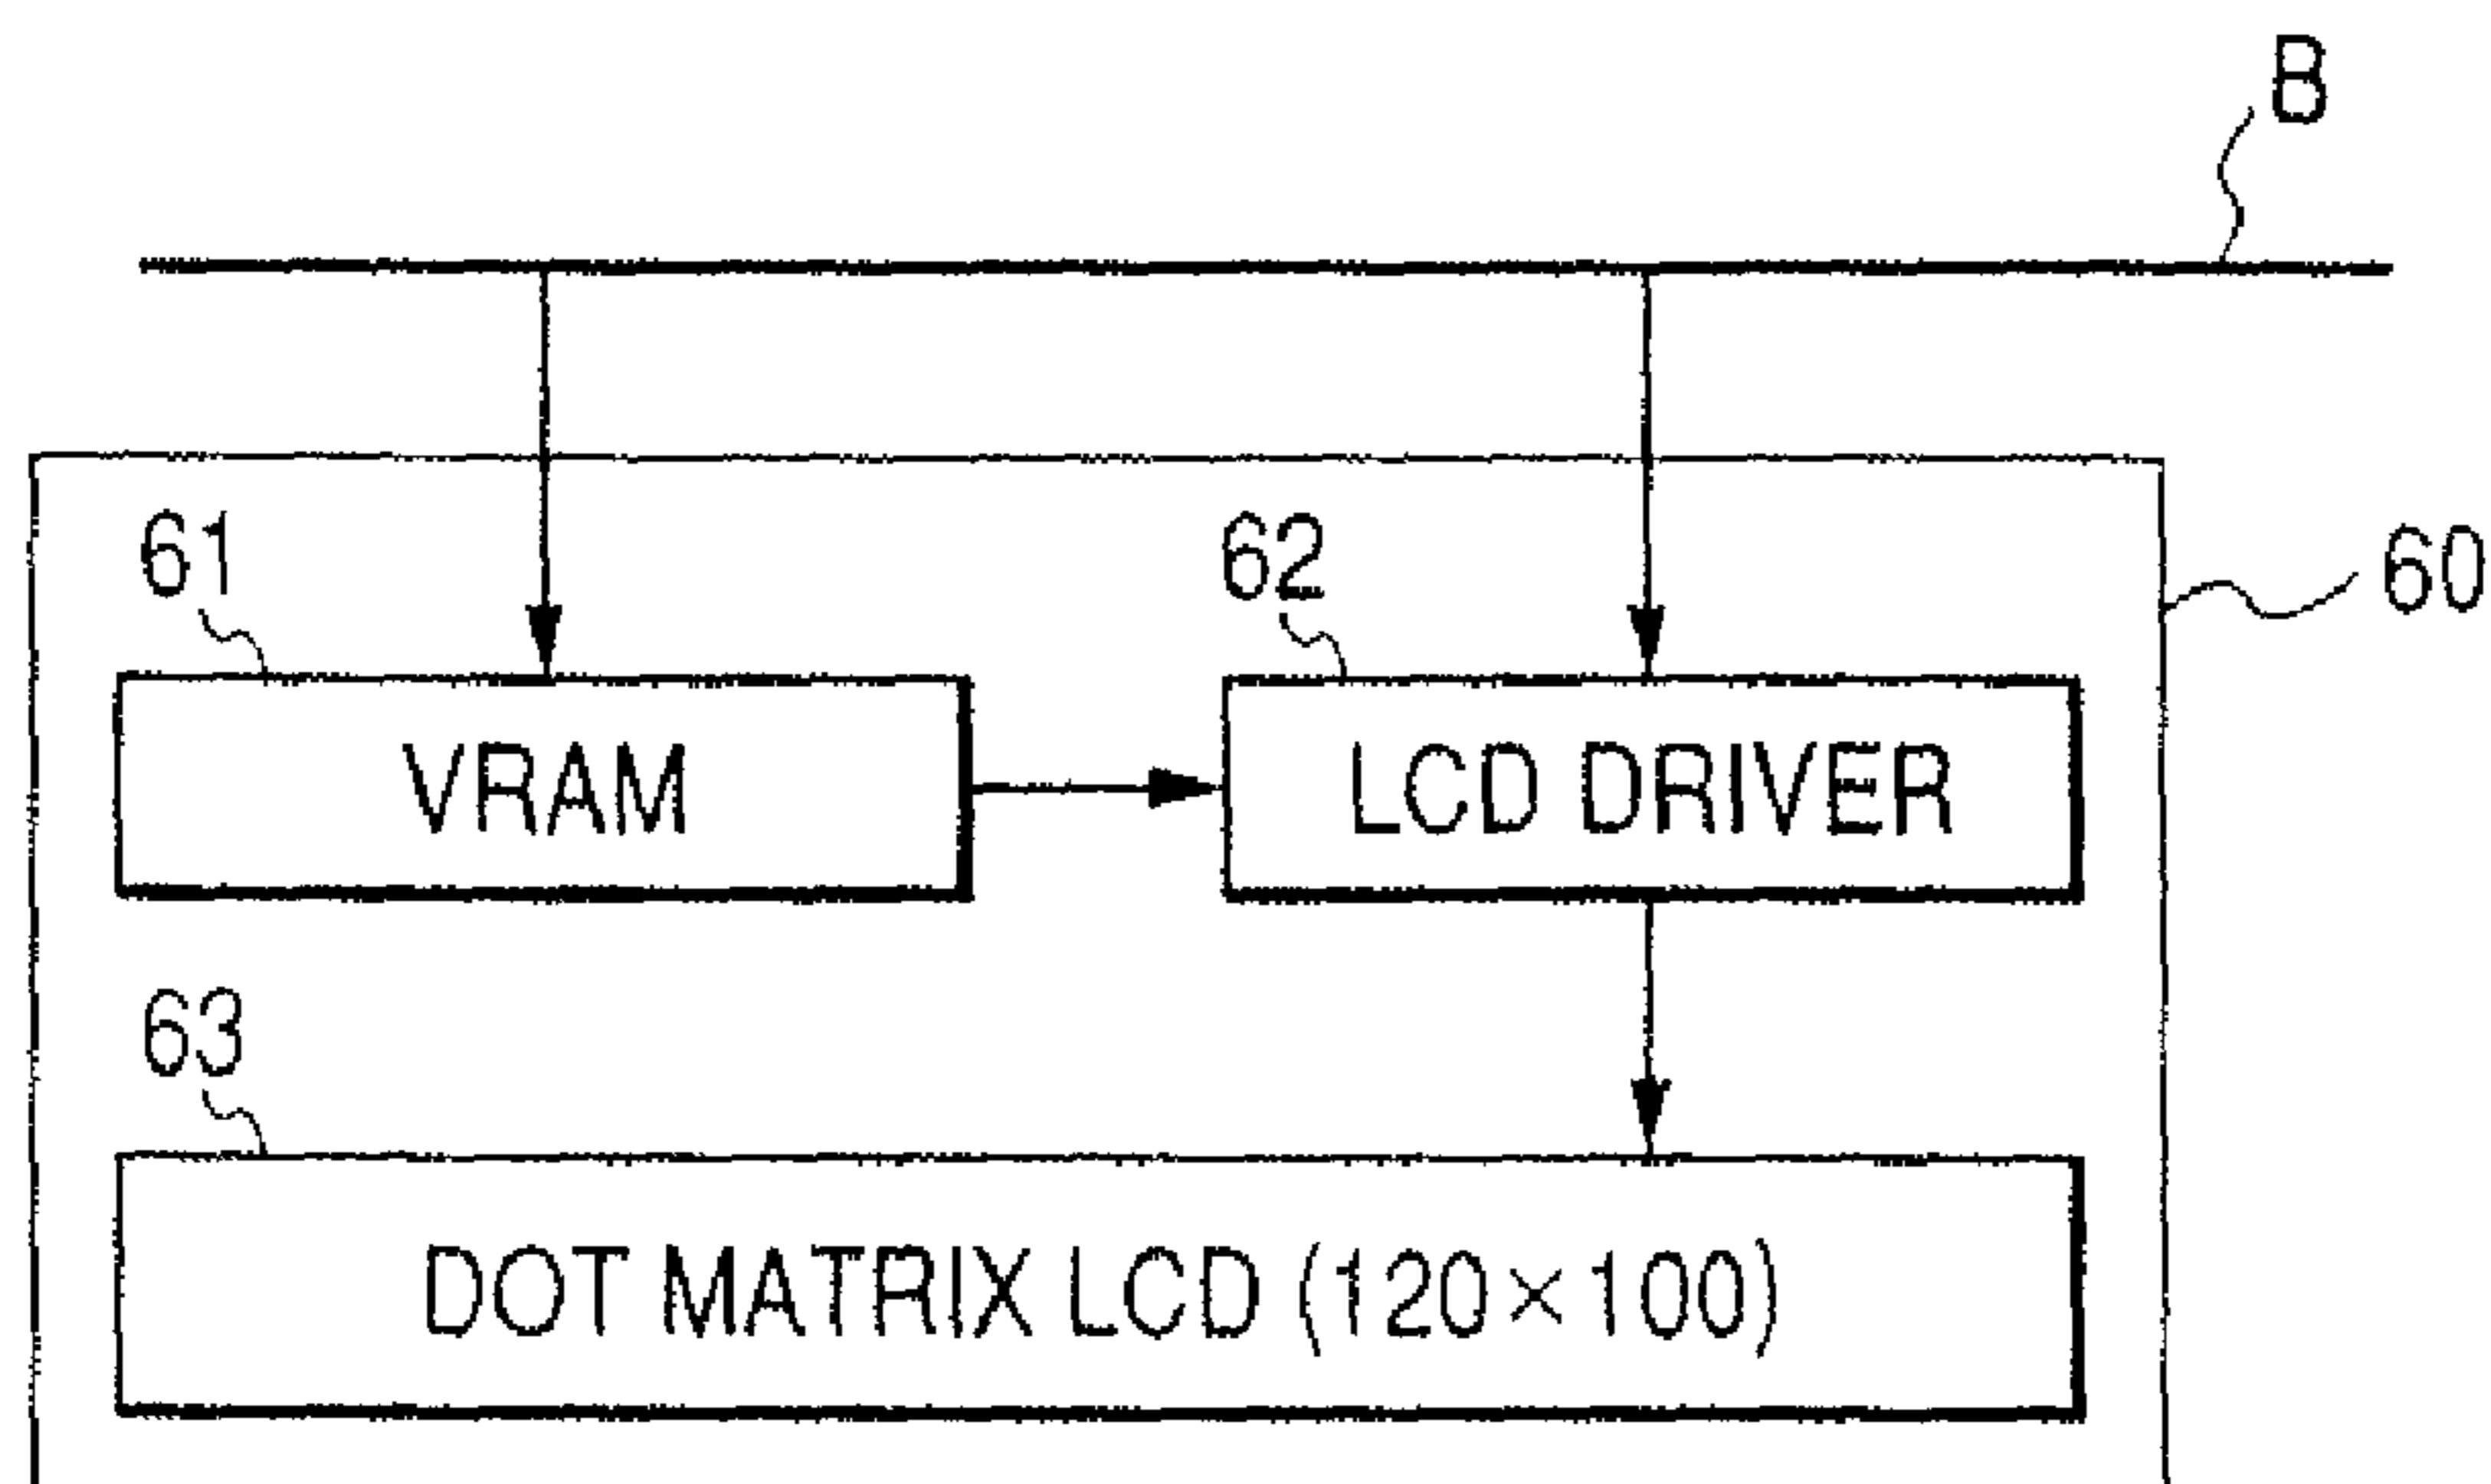 B
61
62
60
VRAM
LCD DRIVER
63
DOT MATRIX LCD (120×100)